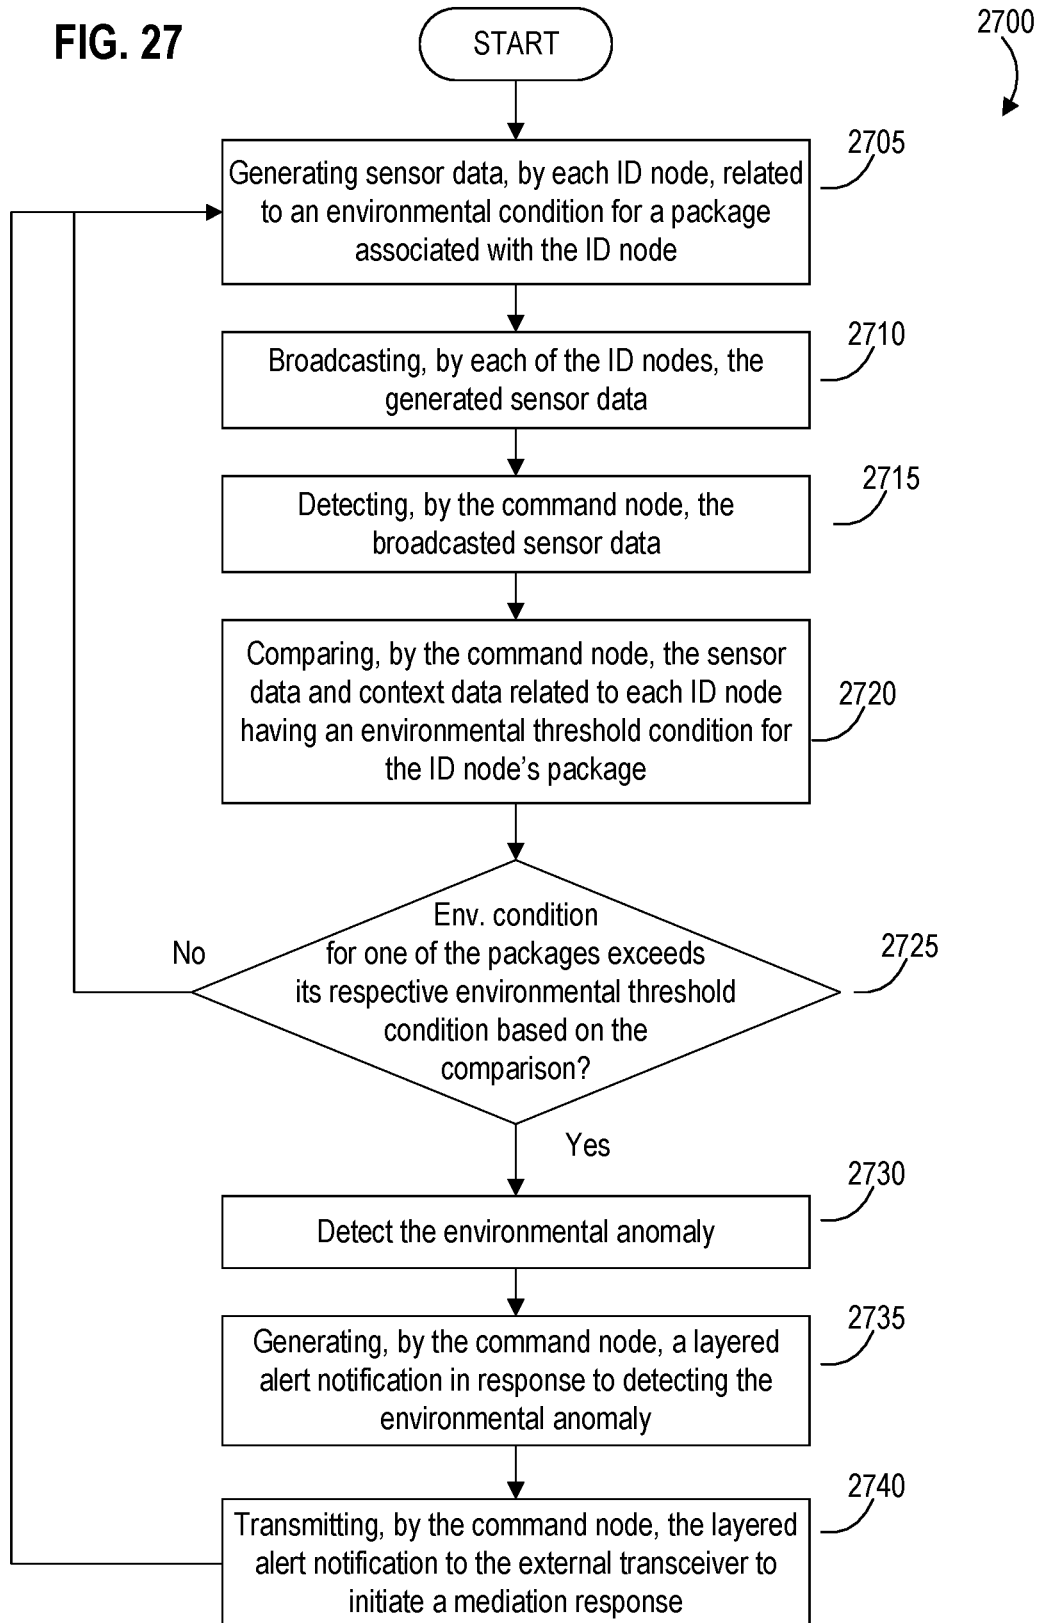 FIG. 27
START
2700
2705
Generating sensor data, by each ID node, related
to an environmental condition for a package
associated with the ID node
2710
Broadcasting, by each of the ID nodes, the
generated sensor data
2715
Detecting, by the command node, the
broadcasted sensor data
2720
Comparing, by the command node, the sensor
data and context data related to each ID node
having an environmental threshold condition for
the ID node's package
2725
Env. condition
for one of the packages exceeds
its respective environmental threshold
condition based on the
comparison?
No
Yes
2730
Detect the environmental anomaly
2735
Generating, by the command node, a layered
alert notification in response to detecting the
environmental anomaly
2740
Transmitting, by the command node, the layered
alert notification to the external transceiver to
initiate a mediation response